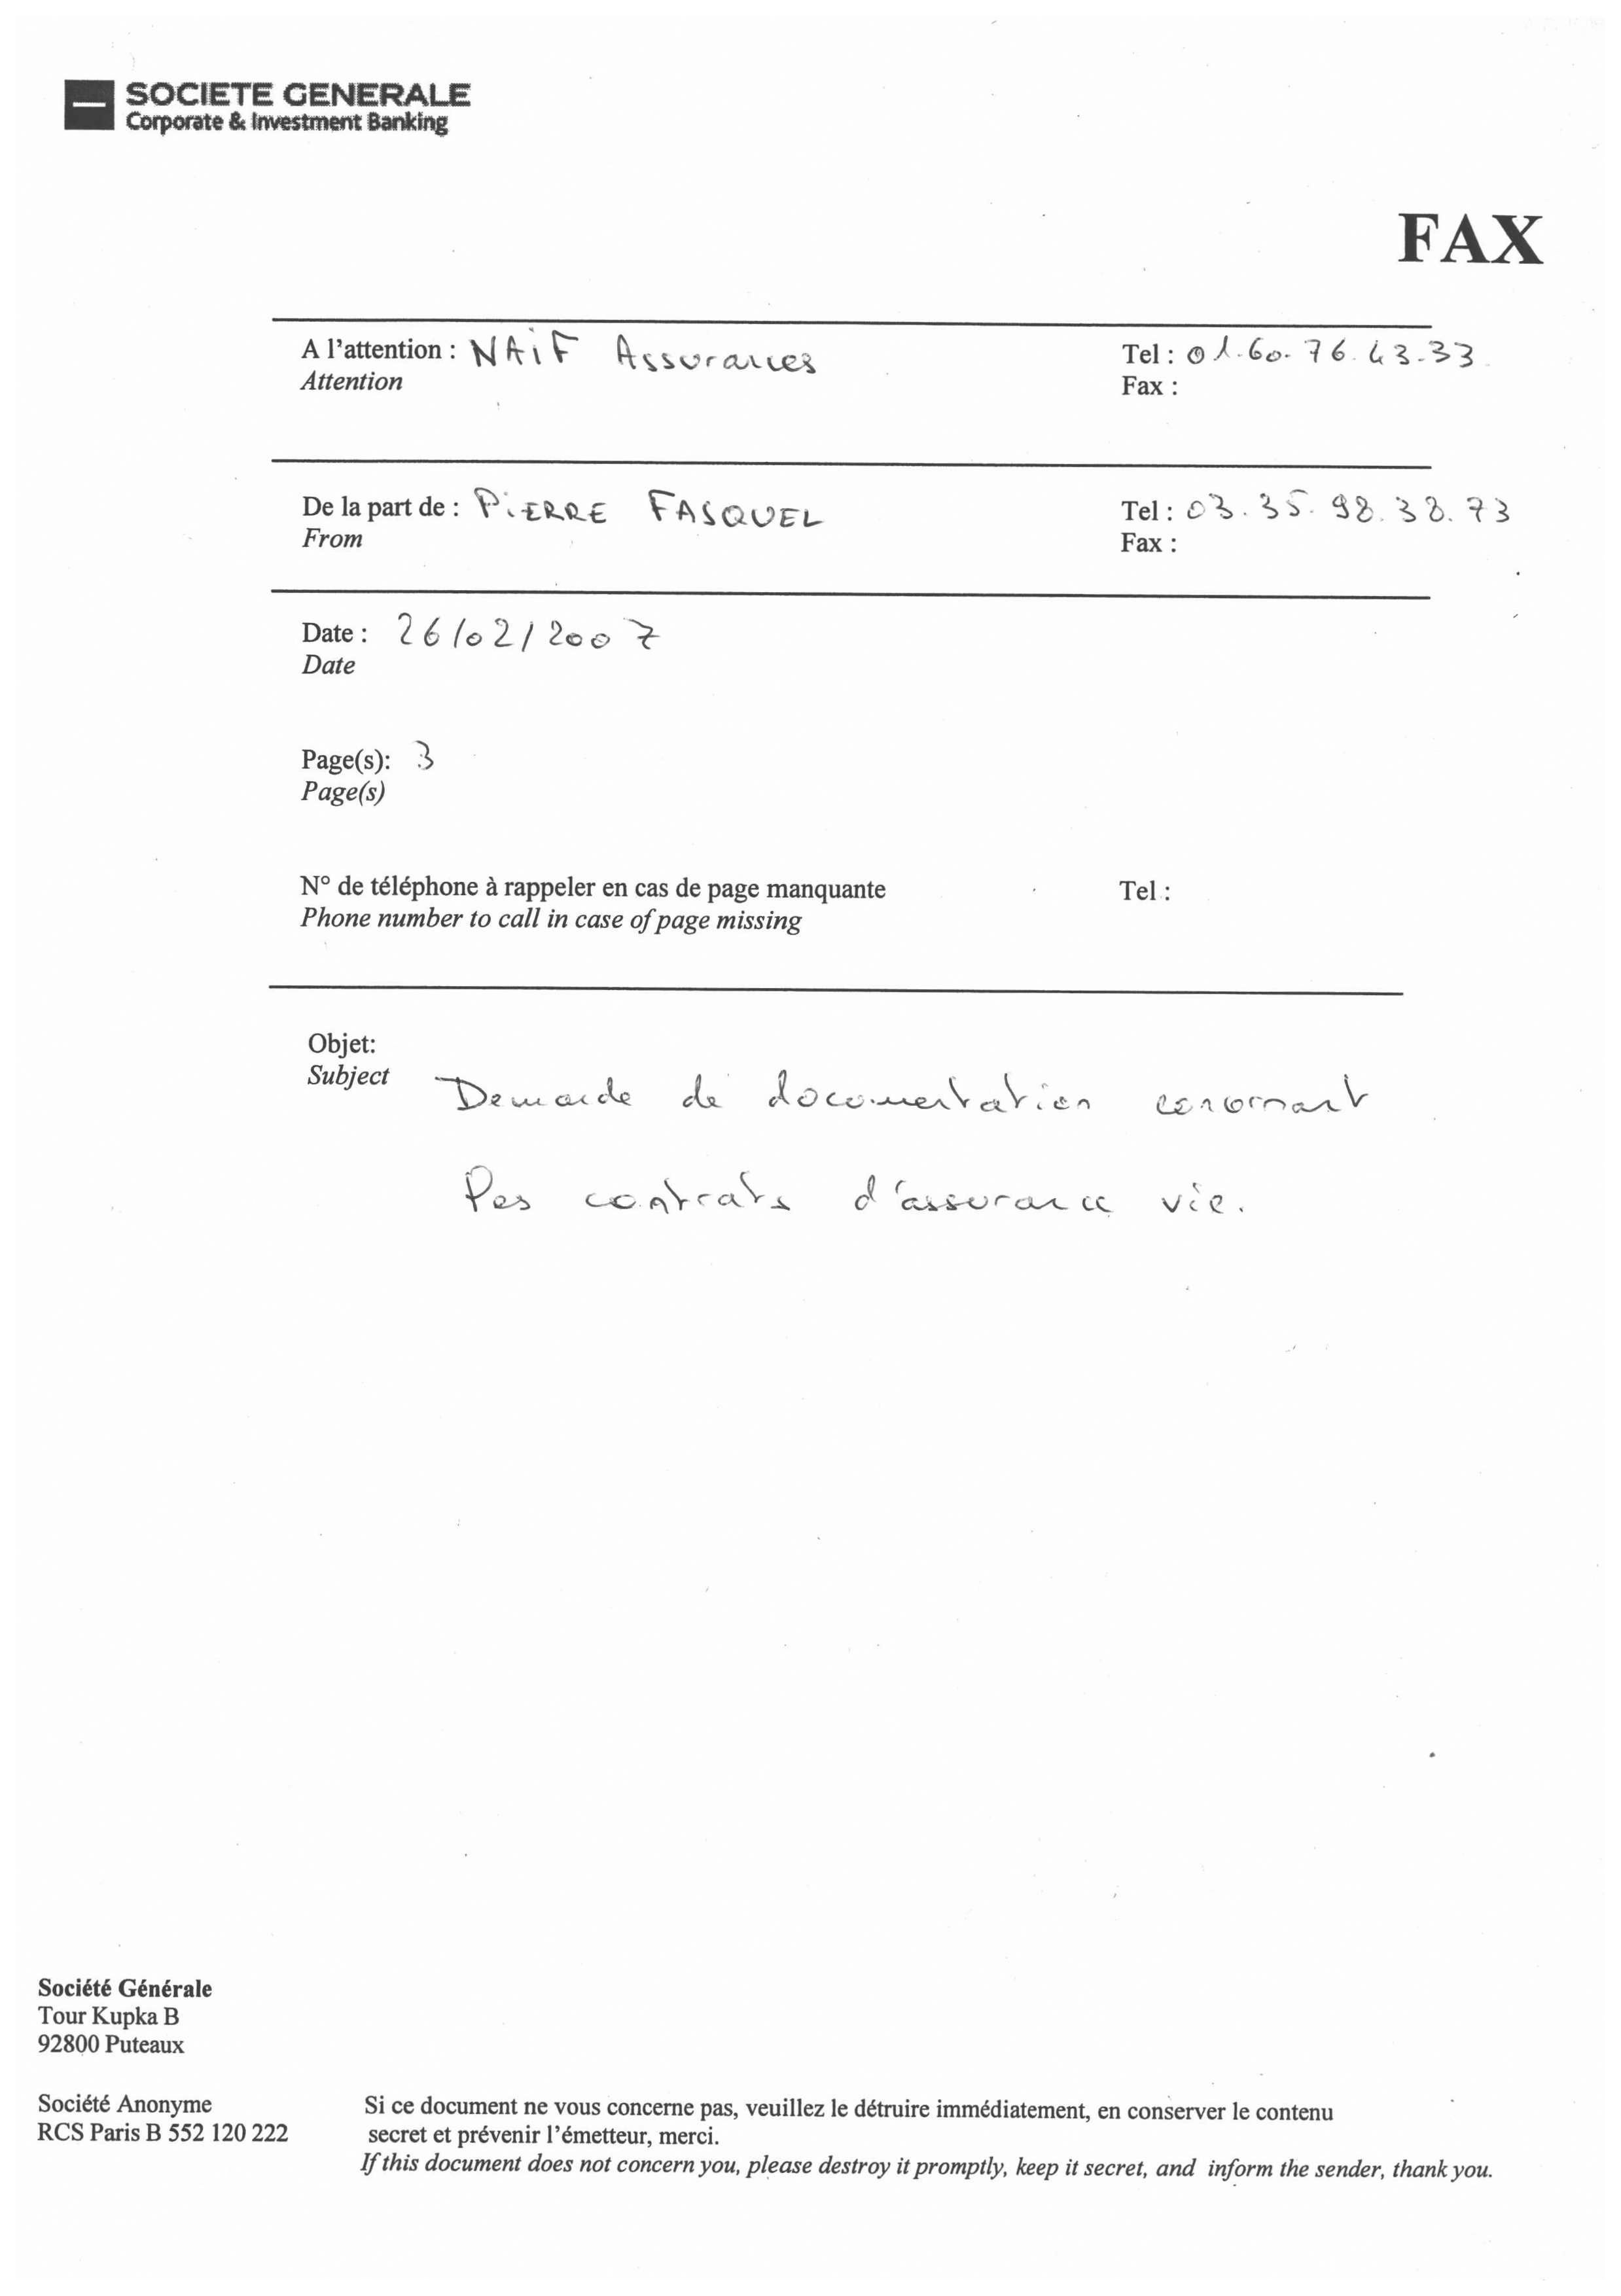 SOCIETE GENERALE
Corporate & Investment Banking
FAX
A l'attention : NAiF Assurances Tel : 01.60.76.43.33
Attention Fax :
De la part de : PiERRE FASQUEL Tel : 03.35.98.38.73
From Fax :
Date : 26/02/2007
Date
Page(s): 3
Page(s)
N° de téléphone à rappeler en cas de page manquante Tel :
Phone number to call in case of page missing
Objet:
Subject
Demande de documentation concernant
les contrats d'assurance vie.
Société Générale
Tour Kupka B
92800 Puteaux
Société Anonyme
RCS Paris B 552 120 222
Si ce document ne vous concerne pas, veuillez le détruire immédiatement, en conserver le contenu
secret et prévenir l'émetteur, merci.
If this document does not concern you, please destroy it promptly, keep it secret, and inform the sender, thank you.